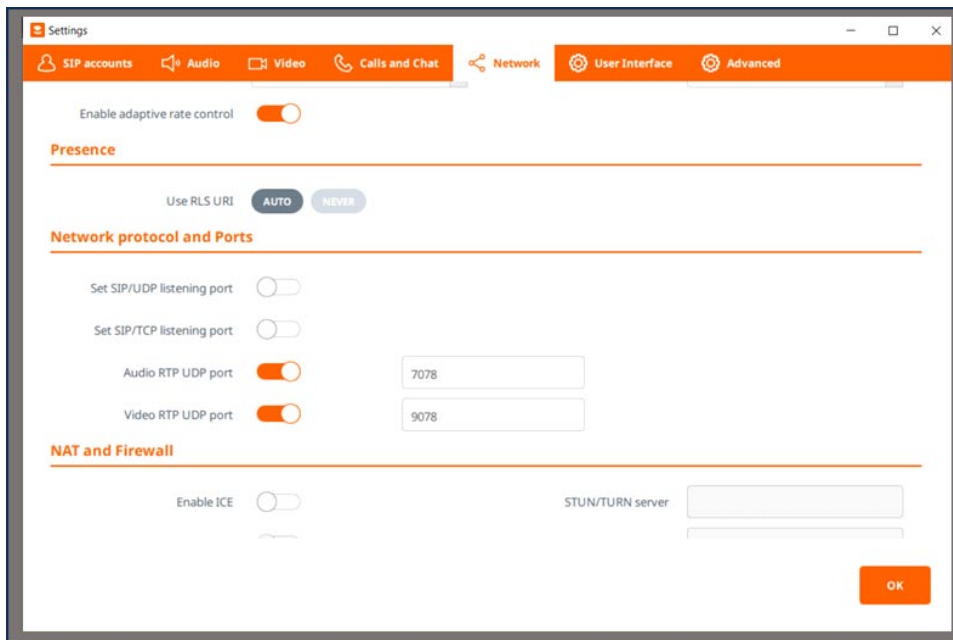 Settings
SIP accounts Audio Video Calls and Chat Network User Interface Advanced
Enable adaptive rate control
Presence
Use RLS URI AUTO NEVER
Network protocol and Ports
Set SIP/UDP listening port
Set SIP/TCP listening port
Audio RTP UDP port 7078
Video RTP UDP port 9078
NAT and Firewall
Enable ICE STUN/TURN server
OK